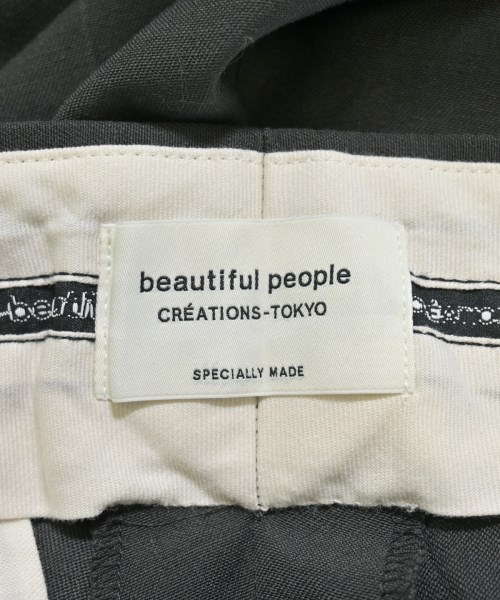 beautiful people
CRÉATIONS-TOKYO
SPECIALLY MADE